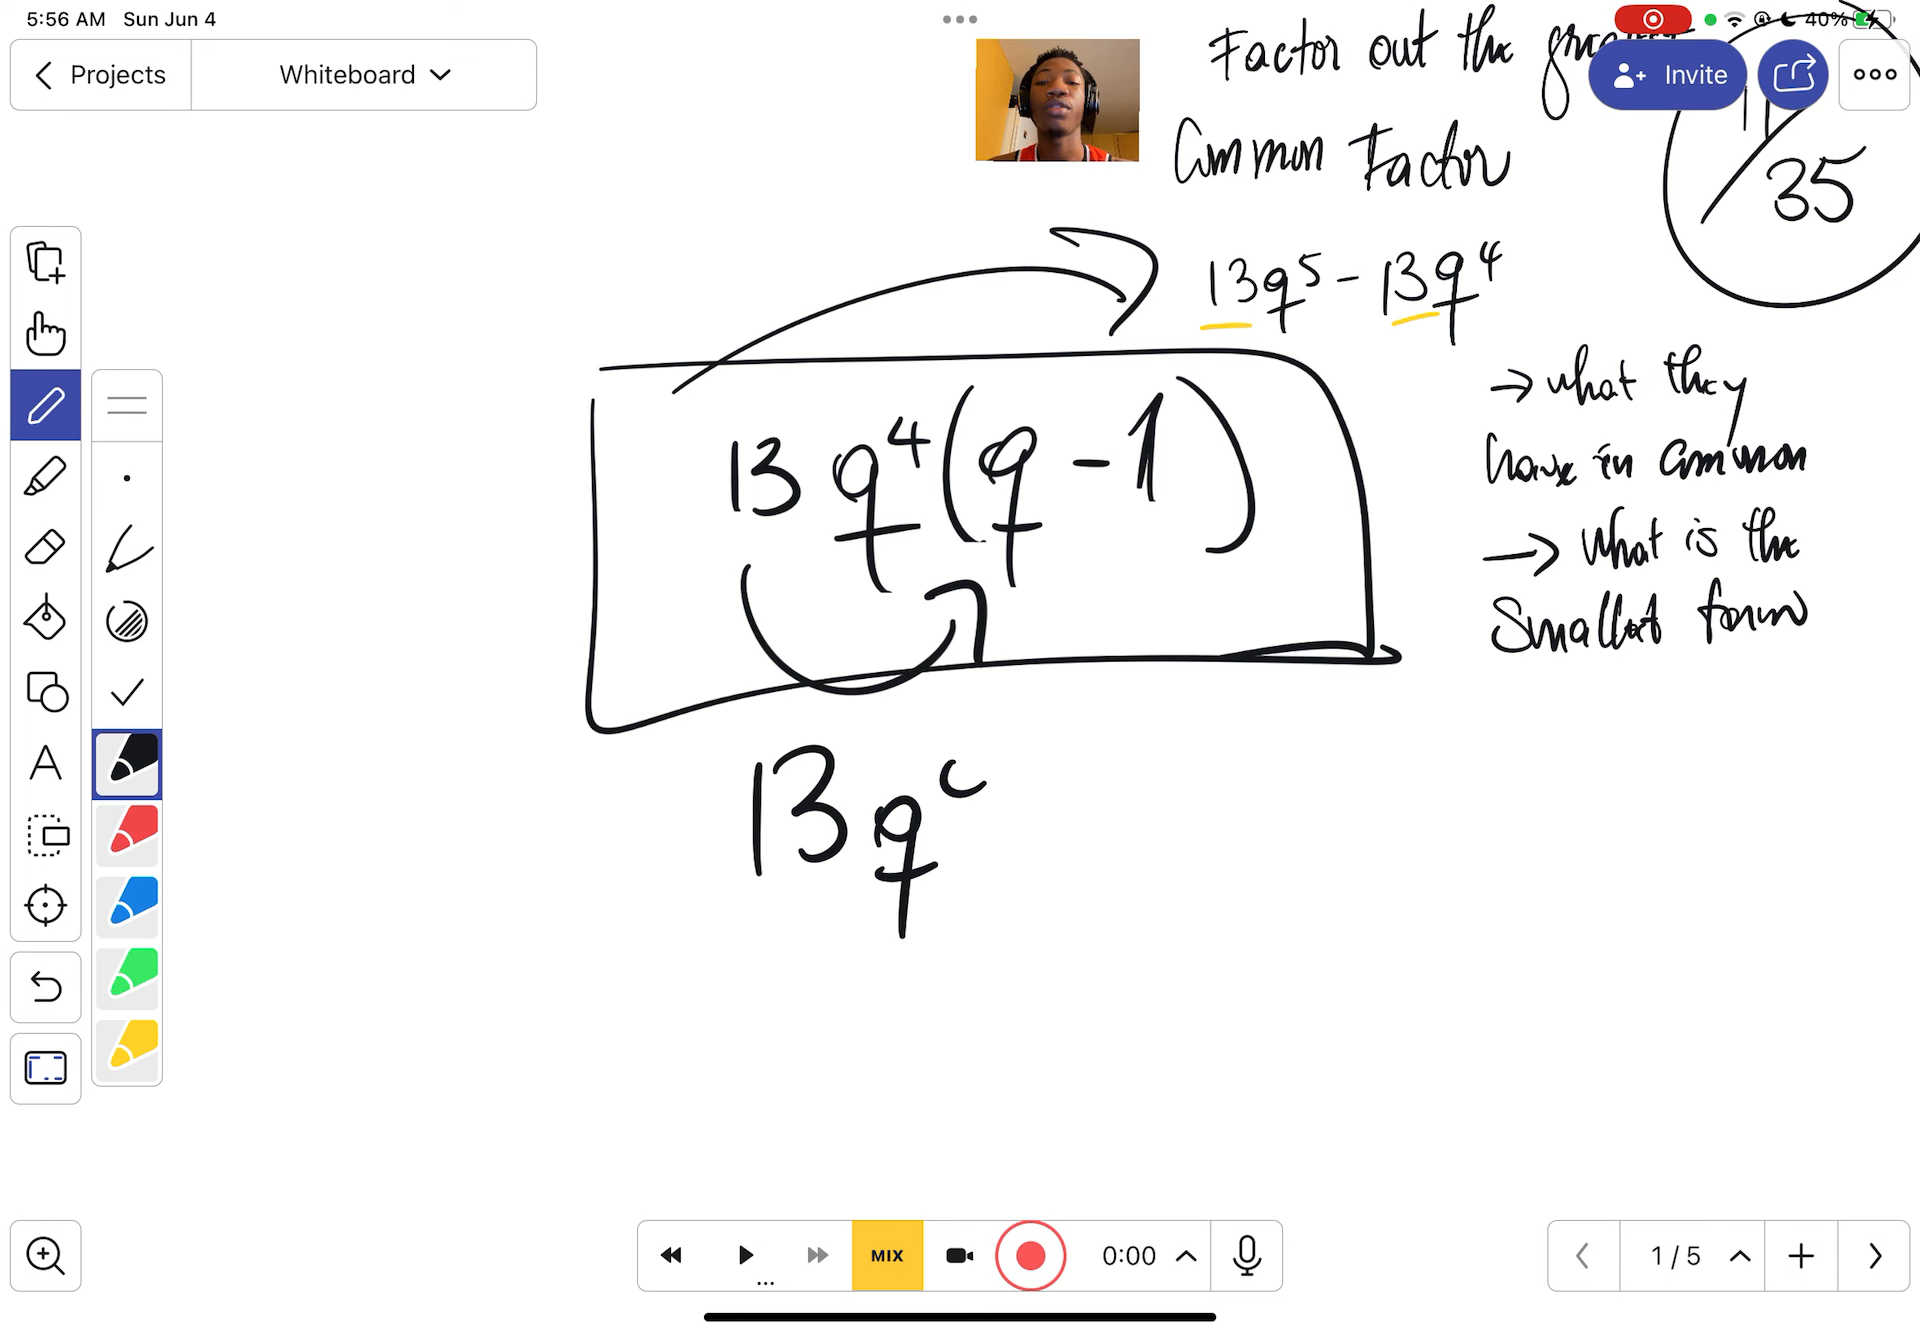 5:56 AM Sun Jun 4
40%
Projects
Whiteboard
Invite
Factor out the
Common Factor
35
13q⁵ - 13q⁴
→ what they
have in common
→ What is the
Smallest form
13q⁴(q - 1)
13q
A
MIX
0:00
1 / 5